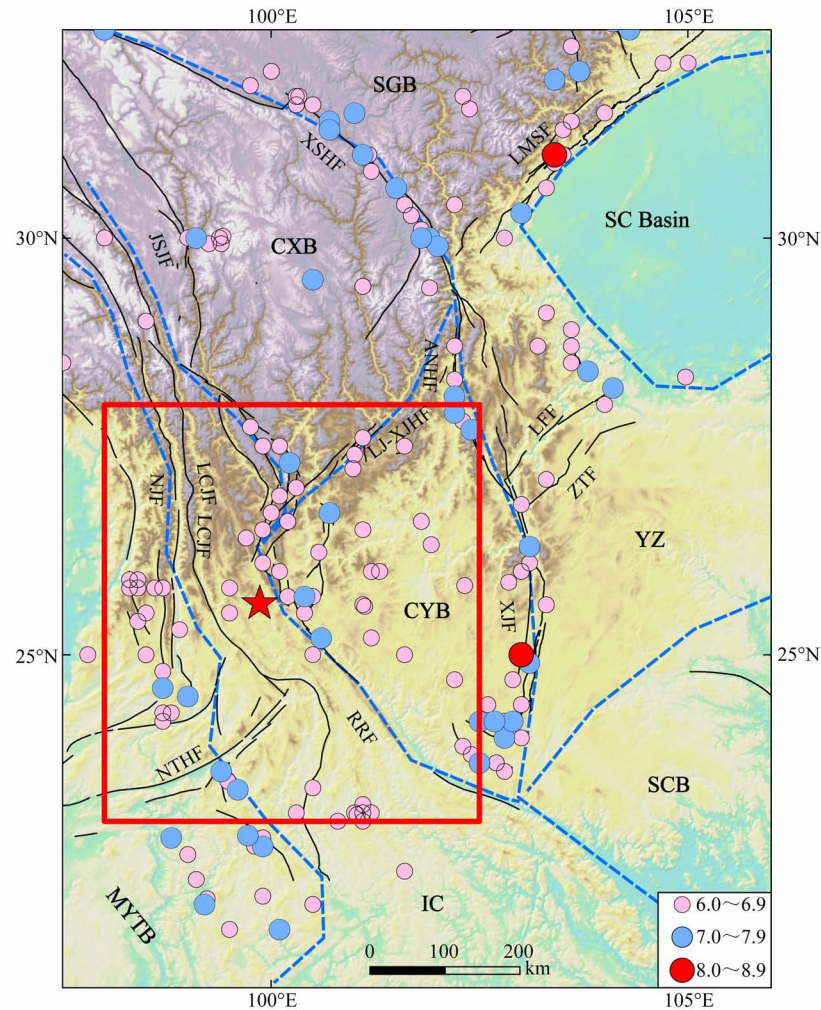 100°E
105°E
SGB
XSHF
LMSF
30°N
JSJF
CXB
SC Basin
30°N
ANHF
LJ-XJHF
LFF
ZTF
NJF
LCJF
LCJF
YZ
CYB
XJF
25°N
25°N
RRF
NTHF
SCB
MYTB
IC
6.0～6.9
7.0～7.9
8.0～8.9
0 100 200
km
100°E
105°E